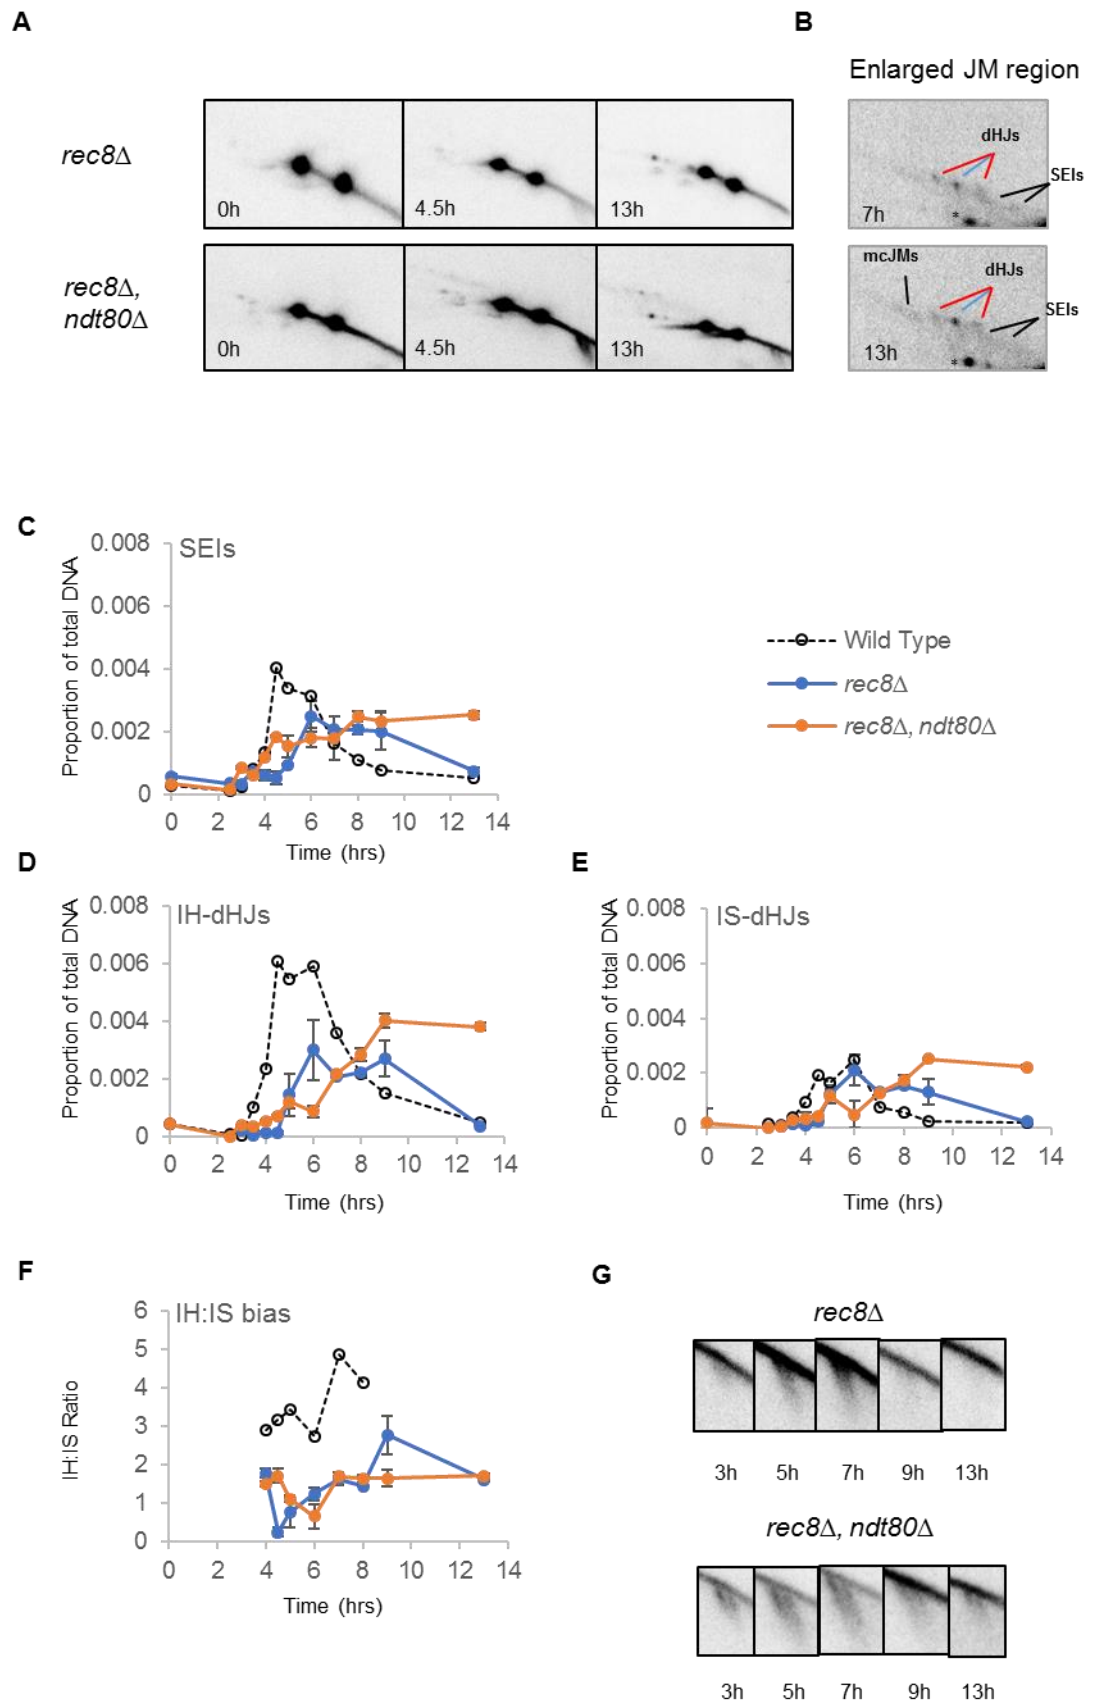 A
B
Enlarged JM region
rec8Δ
0h
4.5h
13h
dHJs
SEIs
*
7h
rec8Δ,
ndt80Δ
0h
4.5h
13h
mcJMs
dHJs
SEIs
*
13h
C
SEIs
Proportion of total DNA
0.008
0.006
0.004
0.002
0
0 2 4 6 8 10 12 14
Time (hrs)
Wild Type
rec8Δ
rec8Δ, ndt80Δ
D
IH-dHJs
Proportion of total DNA
0.008
0.006
0.004
0.002
0
0 2 4 6 8 10 12 14
Time (hrs)
E
IS-dHJs
Proportion of total DNA
0.008
0.006
0.004
0.002
0
0 2 4 6 8 10 12 14
Time (hrs)
F
IH:IS bias
IH:IS Ratio
6
5
4
3
2
1
0
0 2 4 6 8 10 12 14
Time (hrs)
G
rec8Δ
3h 5h 7h 9h 13h
rec8Δ, ndt80Δ
3h 5h 7h 9h 13h